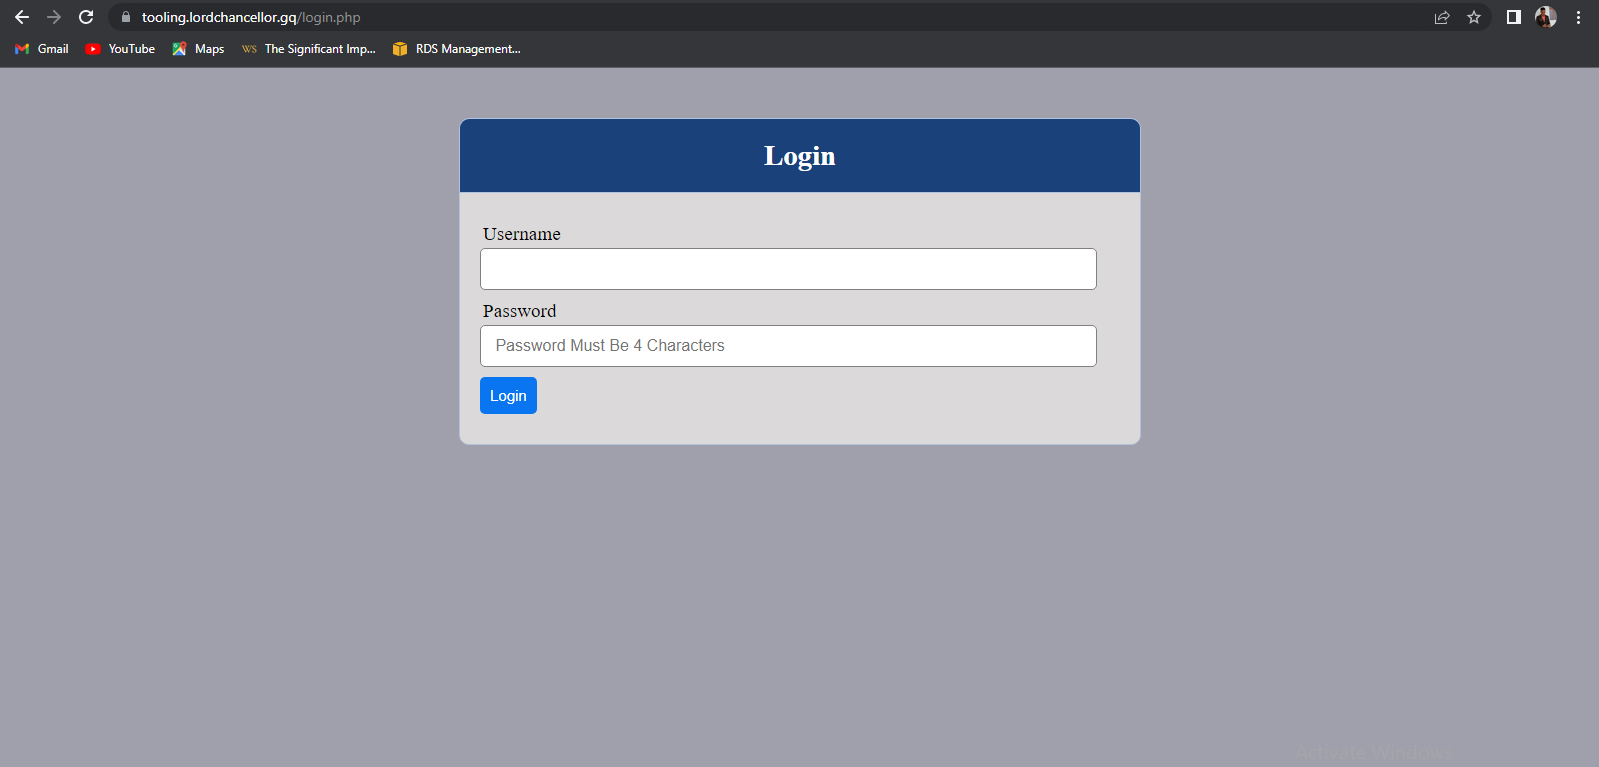 tooling.lordchancellor.gq/login.php
Gmail YouTube Maps WS The Significant Imp... RDS Management...
Login
Username
Password
Password Must Be 4 Characters
Login
Activate Windows